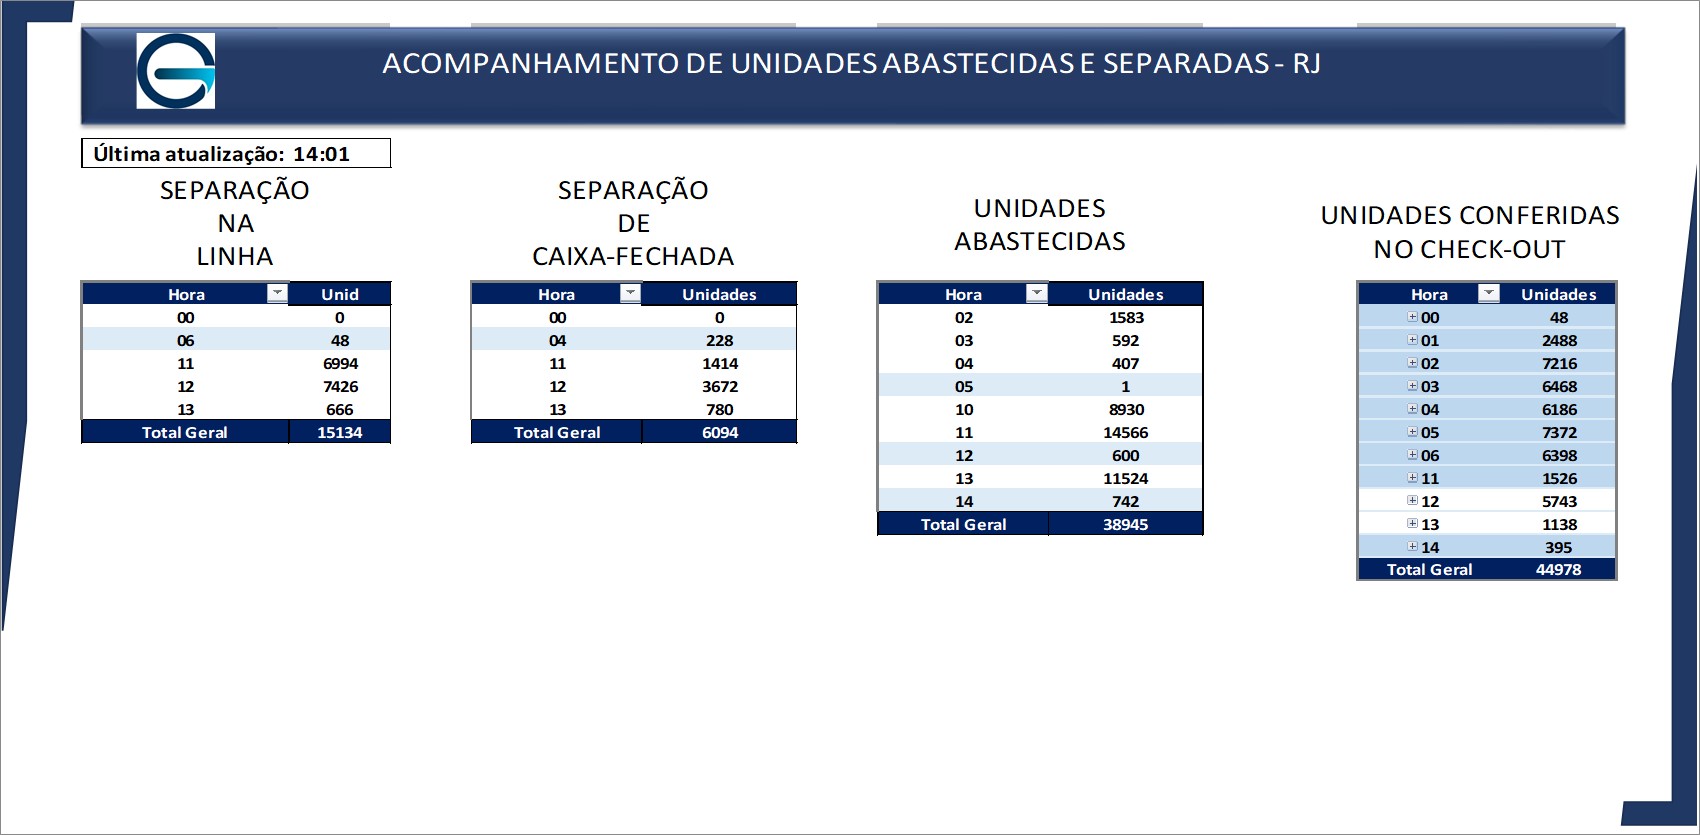 ACOMPANHAMENTO DE UNIDADES ABASTECIDAS E SEPARADAS - RJ
Última atualização: 14:01
SEPARAÇÃO
NA
LINHA
Hora Unid
00 0
06 48
11 6994
12 7426
13 666
Total Geral 15134
SEPARAÇÃO
DE
CAIXA-FECHADA
Hora Unidades
00 0
04 228
11 1414
12 3672
13 780
Total Geral 6094
UNIDADES
ABASTECIDAS
Hora Unidades
02 1583
03 592
04 407
05 1
10 8930
11 14566
12 600
13 11524
14 742
Total Geral 38945
UNIDADES CONFERIDAS
NO CHECK-OUT
Hora Unidades
00 48
01 2488
02 7216
03 6468
04 6186
05 7372
06 6398
11 1526
12 5743
13 1138
14 395
Total Geral 44978